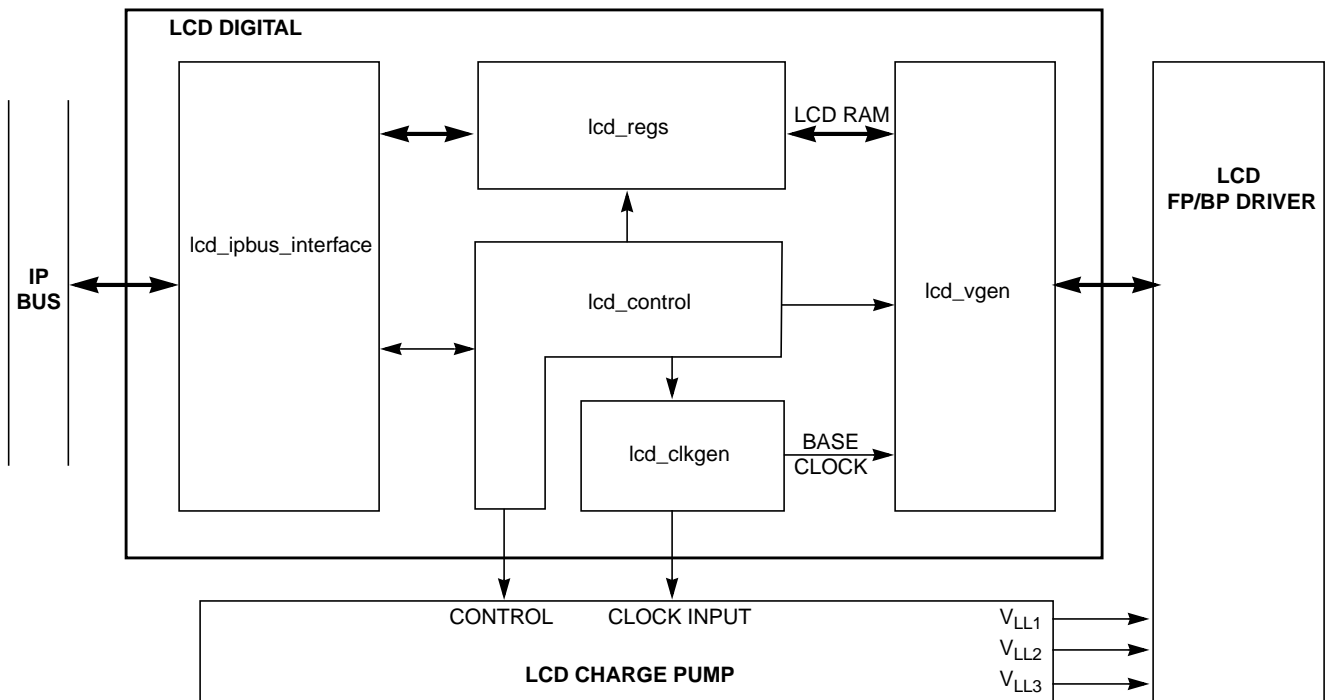 LCD DIGITAL
lcd_regs
LCD RAM
LCD
FP/BP DRIVER
lcd_ipbus_interface
IP
BUS
lcd_control
lcd_vgen
lcd_clkgen
BASE
CLOCK
CONTROL
CLOCK INPUT
VLL1
VLL2
VLL3
LCD CHARGE PUMP